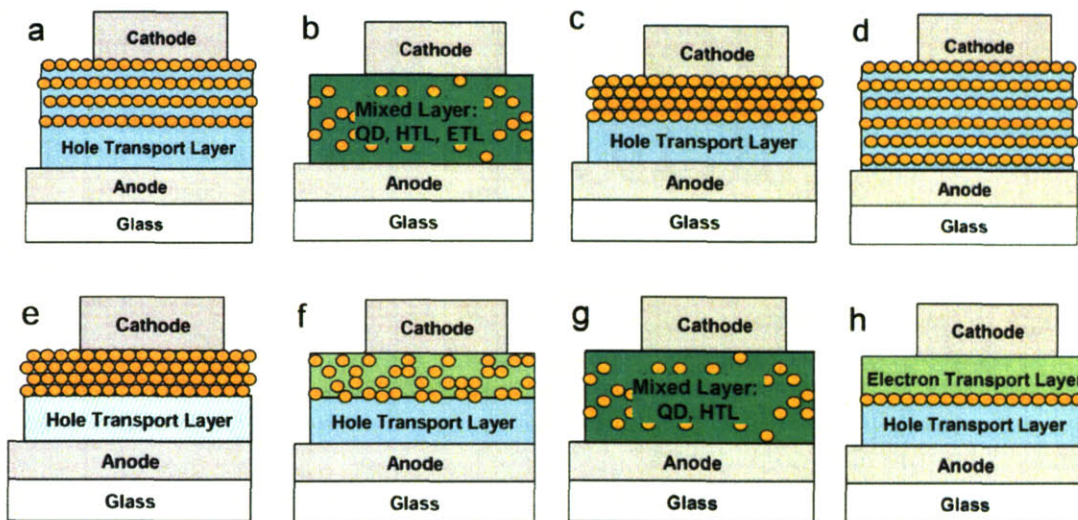 a
Cathode
Hole Transport Layer
Anode
Glass
b
Cathode
Mixed Layer:
QD, HTL, ETL
Anode
Glass
c
Cathode
Hole Transport Layer
Anode
Glass
d
Cathode
Anode
Glass
e
Cathode
Hole Transport Layer
Anode
Glass
f
Cathode
Hole Transport Layer
Anode
Glass
g
Cathode
Mixed Layer:
QD, HTL
Anode
Glass
h
Cathode
Electron Transport Layer
Hole Transport Layer
Anode
Glass